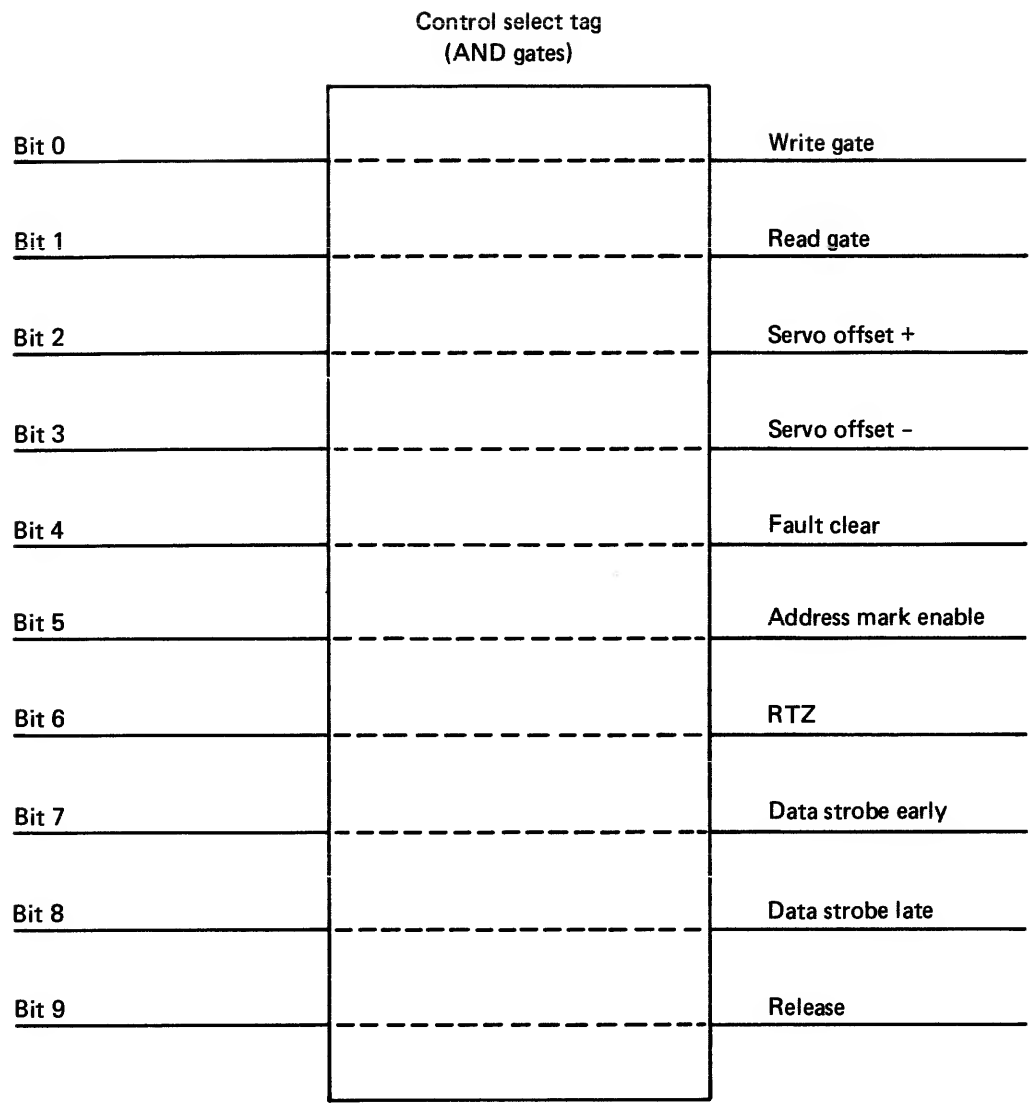 Control select tag
(AND gates)
Bit 0
Write gate
Bit 1
Read gate
Bit 2
Servo offset +
Bit 3
Servo offset –
Bit 4
Fault clear
Bit 5
Address mark enable
Bit 6
RTZ
Bit 7
Data strobe early
Bit 8
Data strobe late
Bit 9
Release